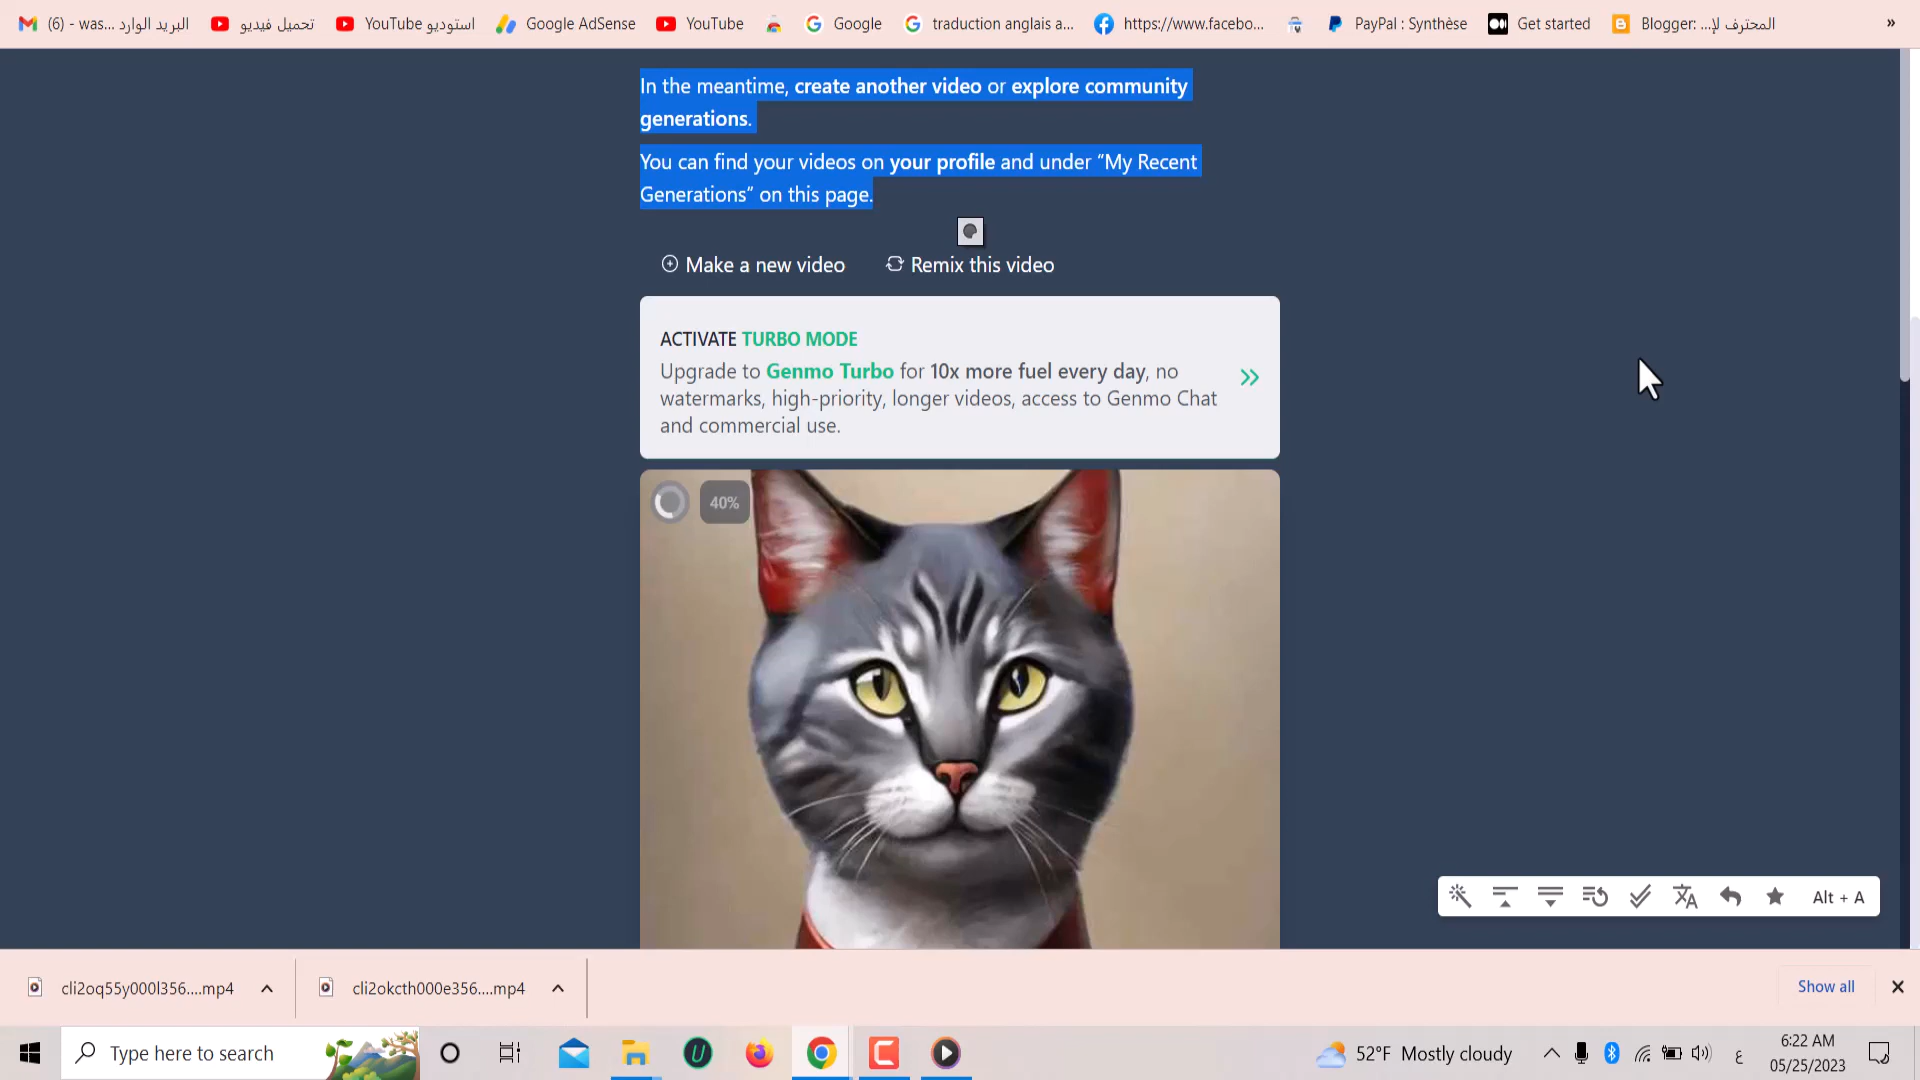 (6) - was... البريد الوارد
تحميل فيديو
YouTube استوديو
Google AdSense
YouTube
Google
traduction anglais a...
https://www.facebo...
PayPal : Synthèse
Get started
Blogger: ...المحترف لإ
»
In the meantime, create another video or explore community
generations.
You can find your videos on your profile and under “My Recent
Generations” on this page.
Make a new video
Remix this video
ACTIVATE TURBO MODE
Upgrade to Genmo Turbo for 10x more fuel every day, no
watermarks, high-priority, longer videos, access to Genmo Chat
and commercial use.
40%
Alt + A
cli2oq55y000l356....mp4
cli2okcth000e356....mp4
Show all
Type here to search
52°F Mostly cloudy
ع
6:22 AM
05/25/2023